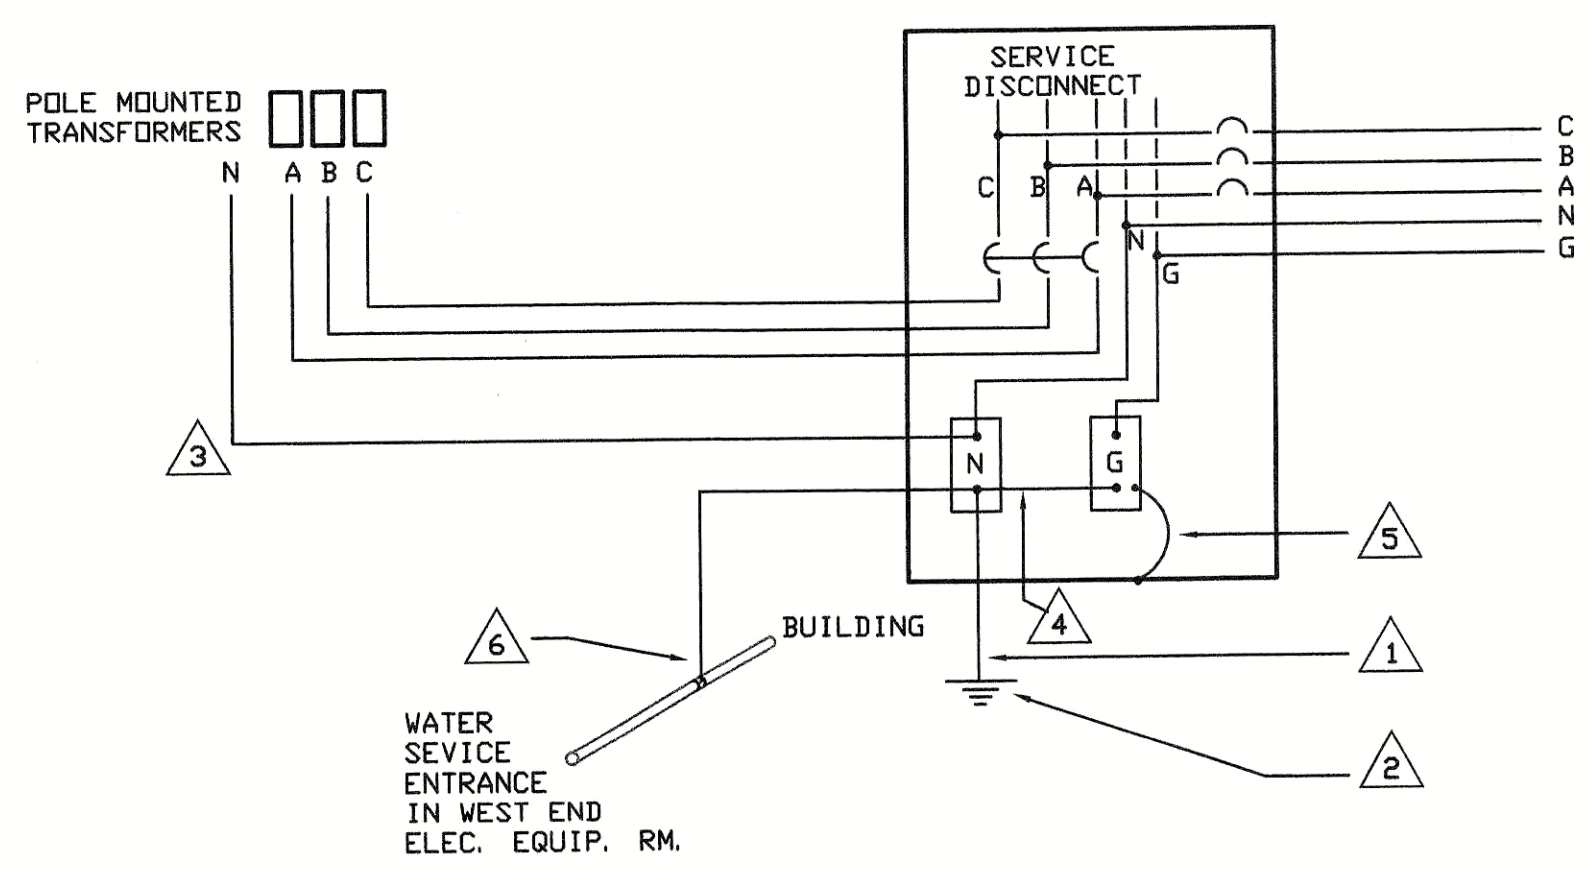 SERVICE
DISCONNECT
POLE MOUNTED
TRANSFORMERS
N A B C
C B A
N
G
C
B
A
N
G
3
N
G
5
4
6
BUILDING
1
2
WATER
SEVICE
ENTRANCE
IN WEST END
ELEC. EQUIP. RM.